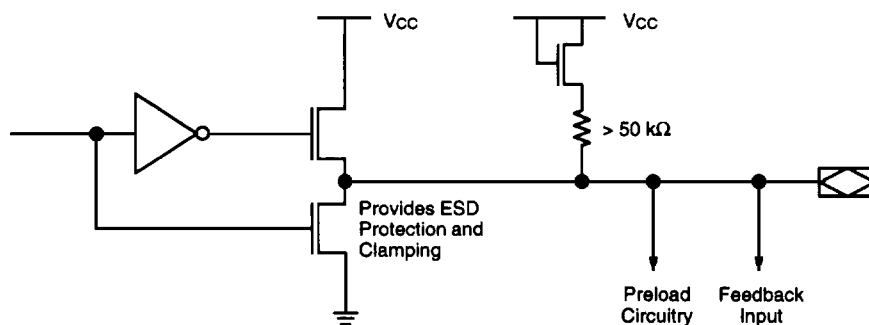 Vcc
Vcc
> 50 kΩ
Provides ESD
Protection and
Clamping
Preload
Circuitry
Feedback
Input